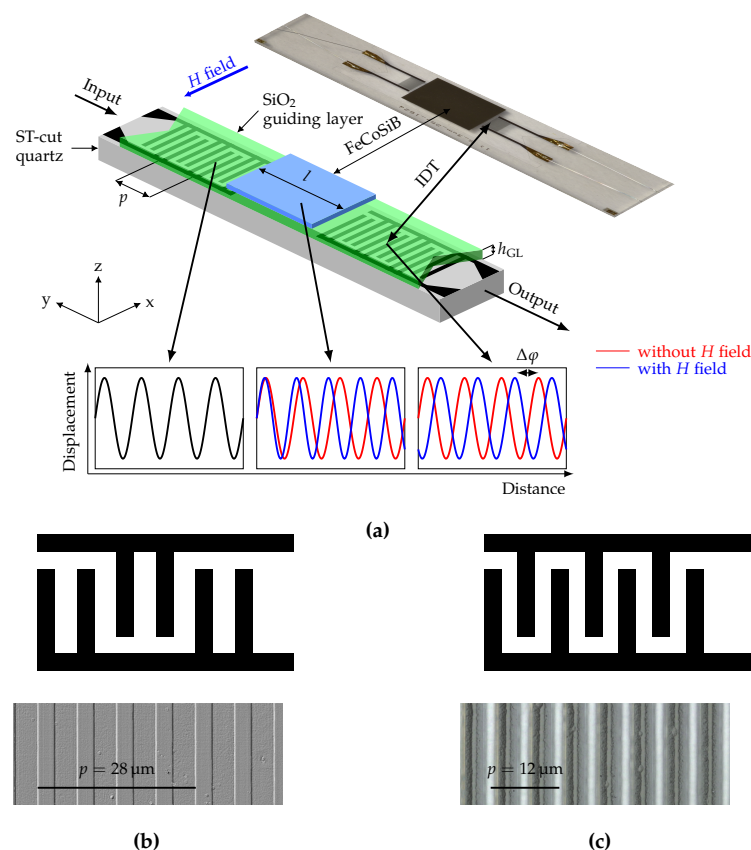 Input
H field
SiO₂
guiding layer
FeCoSiB
ST-cut
quartz
IDT
l
p
h_GL
z
y
x
Output
without H field
with H field
Δφ
Displacement
Distance
(a)
p = 28 µm
p = 12 µm
(b)
(c)